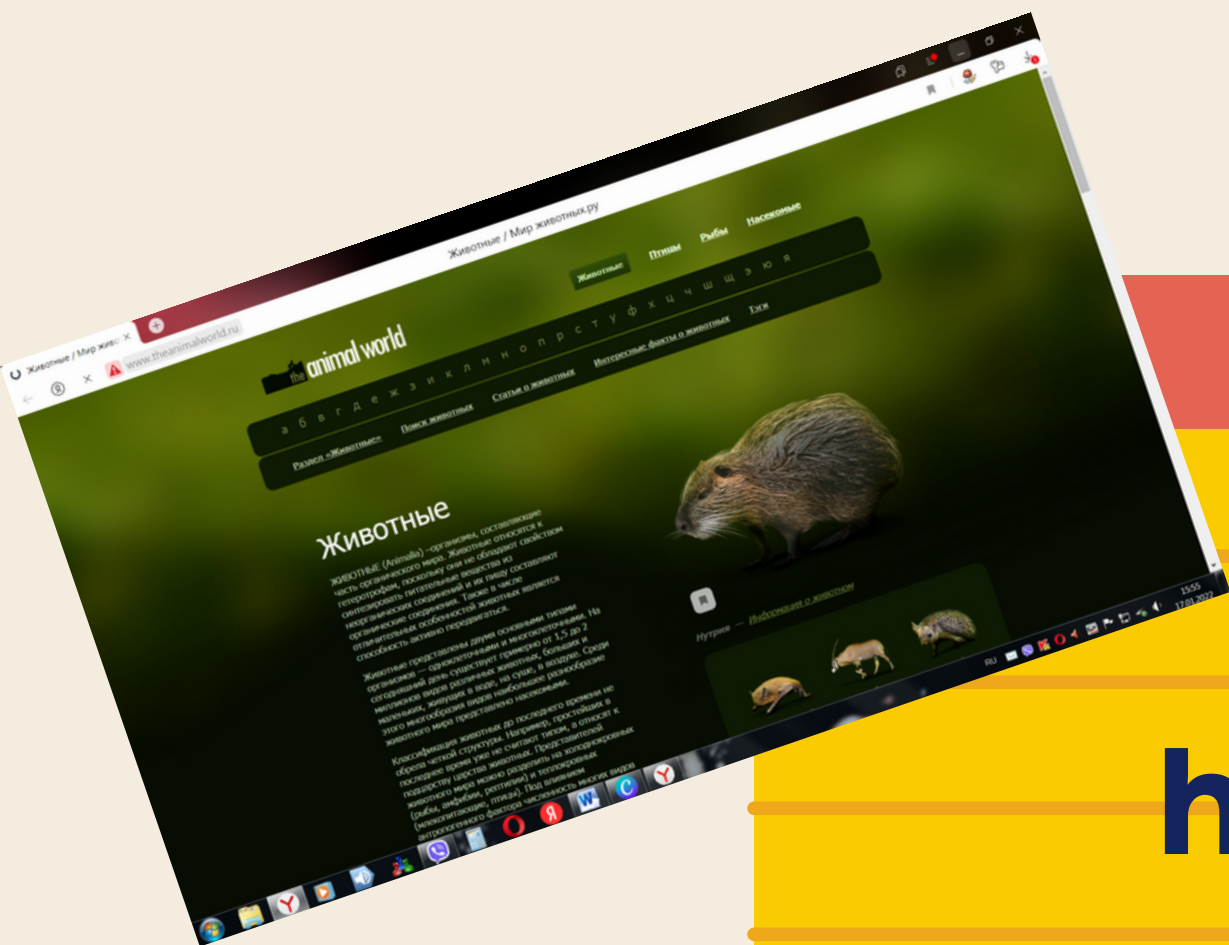 Животные / Мир живо
www.theanimalworld.ru
Животные / Мир животных.ру
the animal world
Животные
Птицы
Рыбы
Насекомые
а б в г д е ж з и к л м н о п р с т у ф х ц ч ш щ э ю я
Раздел «Животные»
Поиск животных
Статьи о животных
Интересные факты о животных
Тэги
Животные
ЖИВОТНЫЕ (Animalia) –организмы, составляющие
часть органического мира. Животные относятся к
гетеротрофам, поскольку они не обладают свойством
синтезировать питательные вещества из
неорганических соединений и их пищу составляют
органические соединения. Также в числе
отличительных особенностей животных является
способность активно передвигаться.
Животные представлены двумя основными типами
организмов — одноклеточными и многоклеточными. На
сегодняшний день существует примерно от 1,5 до 2
миллионов видов различных животных, больших и
маленьких, живущих в воде, на суше, в воздухе. Среди
этого многообразия видов наибольшее разнообразие
животного мира представлено насекомыми.
Классификация животных до последнего времени не
обрела четкой структуры. Например, простейших в
последнее время уже не считают типом, а относят к
подцарству царства животных. Представителей
животного мира можно разделить на холоднокровных
(рыбы, амфибии, рептилии) и теплокровных
(млекопитающие, птицы). Под влиянием
антропогенного фактора численность многих видов
Нутрия — Информация о животном
RU
15:55
17.01.2022
h